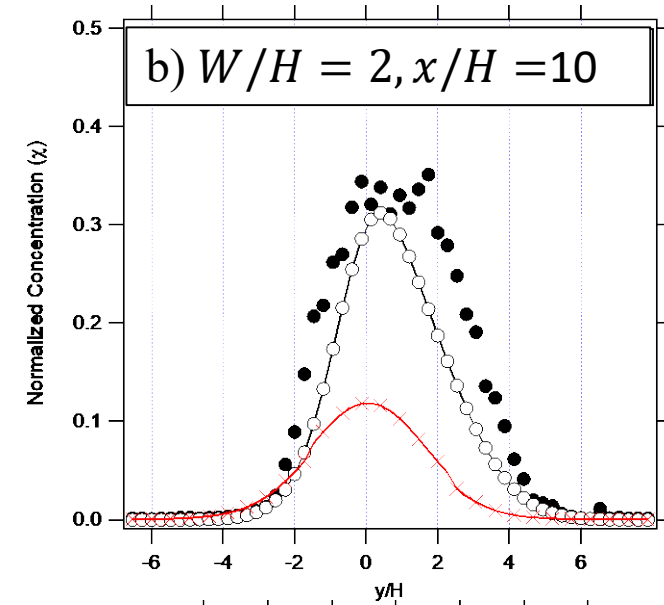 b) W/H = 2, x/H =10
0.5
0.4
0.3
0.2
0.1
0.0
Normalized Concentration (χ)
-6 -4 -2 0 2 4 6
y/H